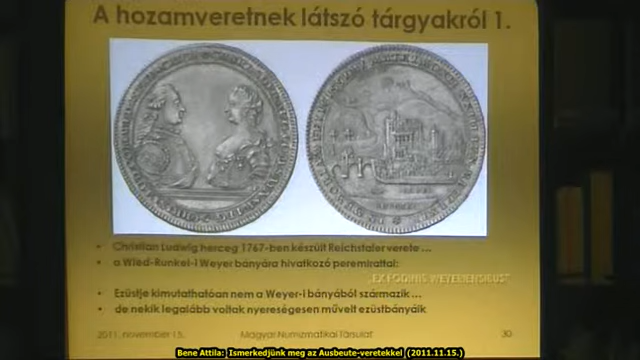 A hozamveretnek látszó tárgyakról 1.
• Christian Ludwig herceg 1767-ben készült Reichstaler verete ...
• a Wied-Runkel-i Weyer bányára hivatkozó peremirattal:
„EX FODINIS WEYERENSIBUS"
• Ezüstje kimutathatóan nem a Weyer-i bányából származik ...
• de nekik legalább voltak nyereségesen művelt ezüstbányáik
2011. november 15.
Magyar Numizmatikai Társulat
30
Bene Attila: Ismerkedjünk meg az Ausbeute-veretekkel (2011.11.15.)